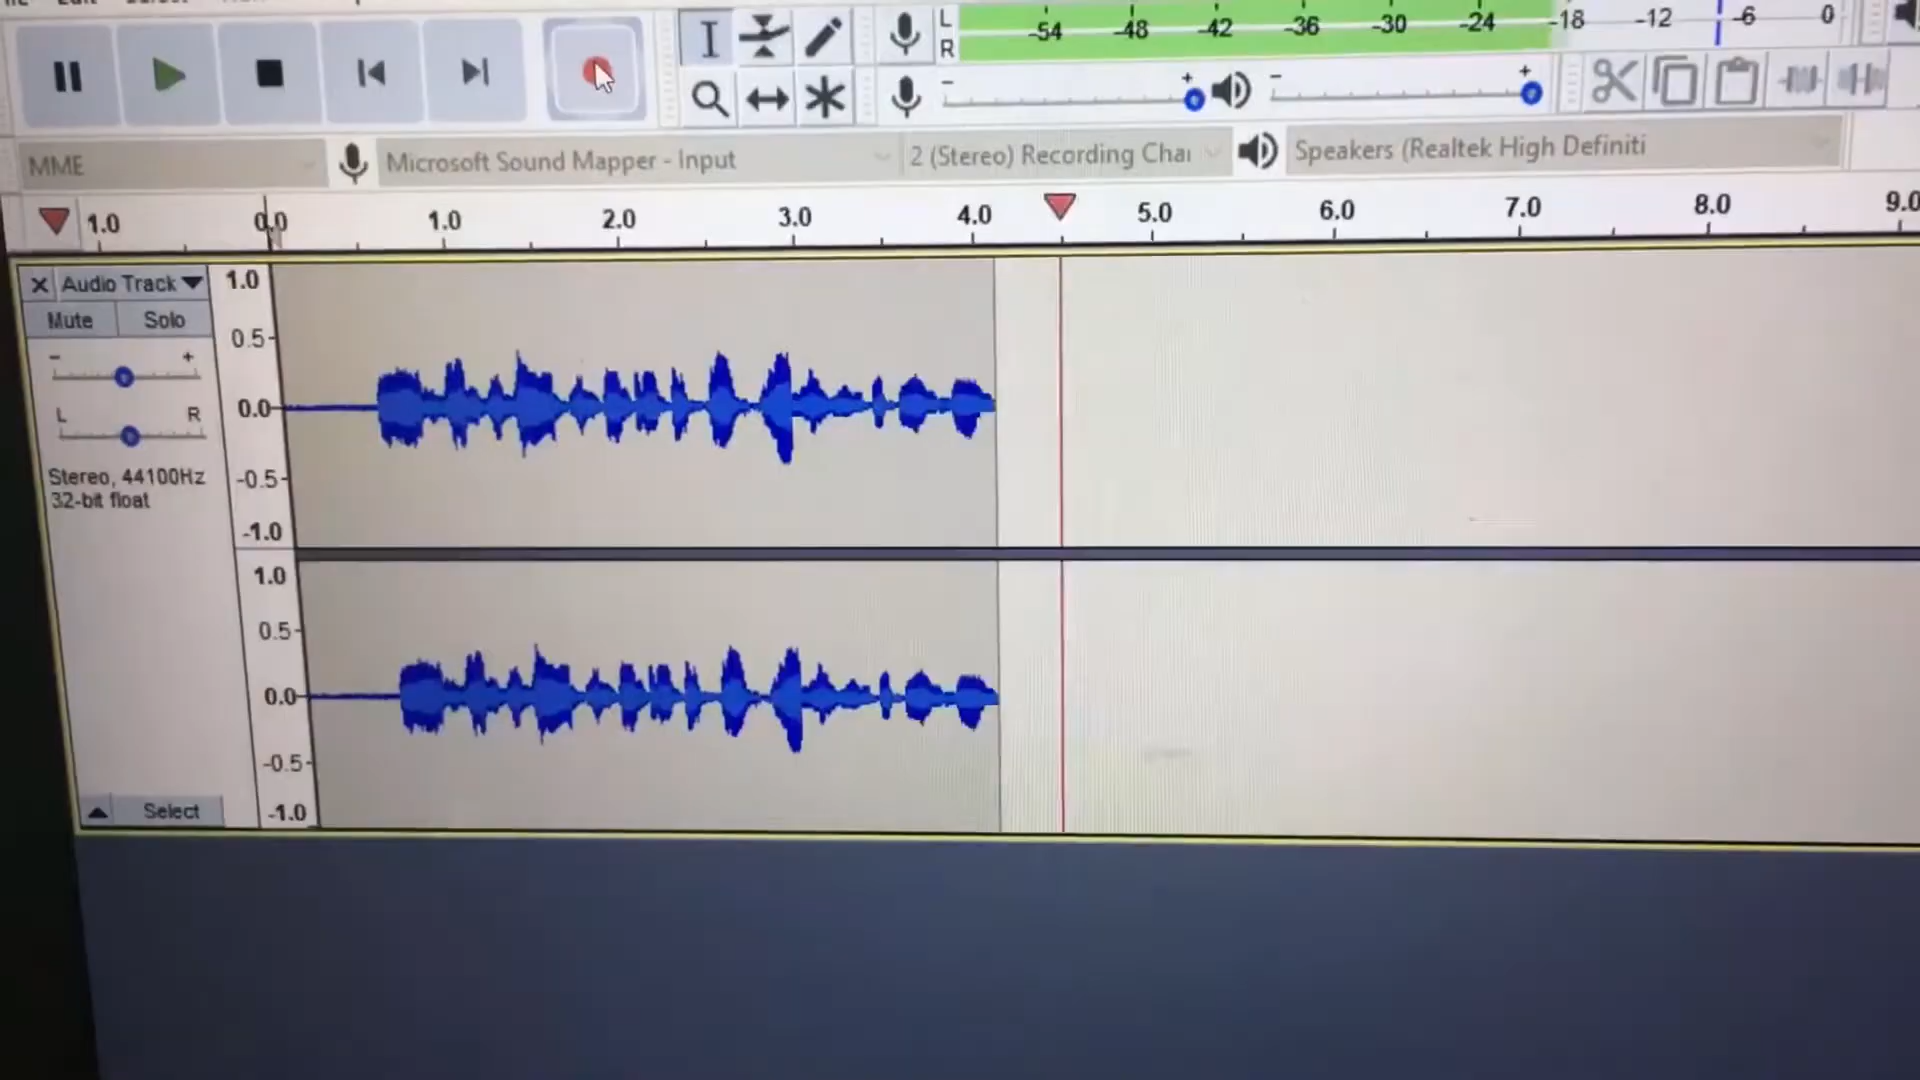 L
R
-54 -48 -42 -36 -30 -24 -18 -12 -6 0
- + - +
MME Microsoft Sound Mapper - Input 2 (Stereo) Recording Chai Speakers (Realtek High Definiti
1.0 0.0 1.0 2.0 3.0 4.0 5.0 6.0 7.0 8.0 9.0
Audio Track 1.0
Mute Solo
0.5
- +
L R
0.0
Stereo, 44100Hz
32-bit float
-0.5
-1.0
1.0
0.5
0.0
-0.5
Select -1.0